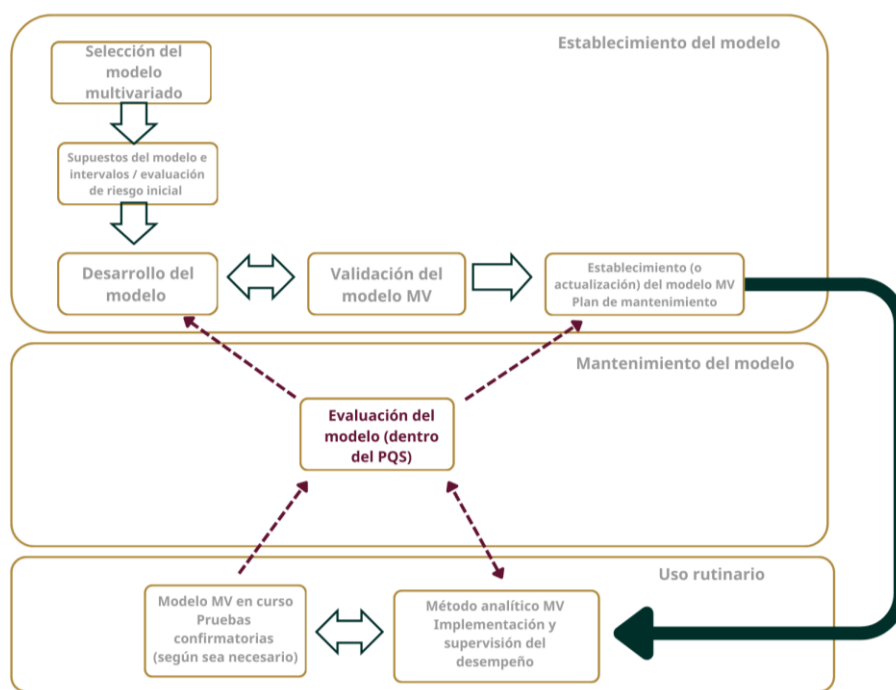 Establecimiento del modelo
Selección del
modelo
multivariado
Supuestos del modelo e
intervalos / evaluación
de riesgo inicial
Desarrollo del
modelo
Validación del
modelo MV
Establecimiento (o
actualización) del modelo MV
Plan de mantenimiento
Mantenimiento del modelo
Evaluación del
modelo (dentro
del PQS)
Uso rutinario
Modelo MV en curso
Pruebas
confirmatorias
(según sea necesario)
Método analítico MV
Implementación y
supervisión del
desempeño